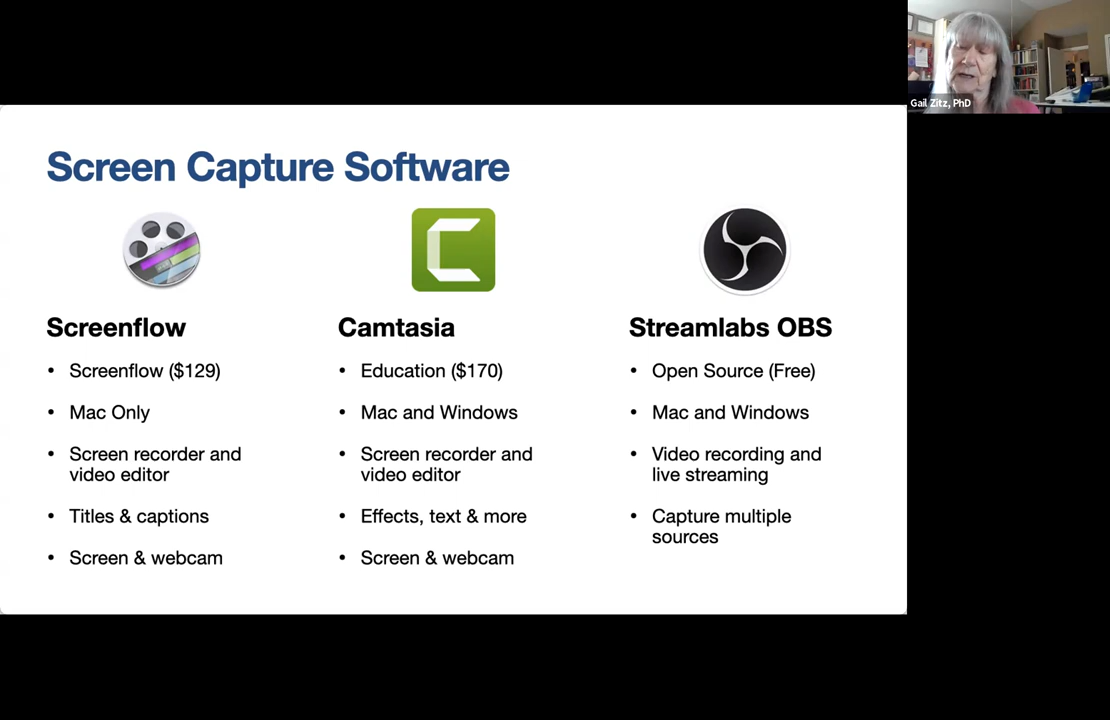 Gail Zitz, PhD
Screen Capture Software
Screenflow
• Screenflow ($129)
• Mac Only
• Screen recorder and
video editor
• Titles & captions
• Screen & webcam
Camtasia
• Education ($170)
• Mac and Windows
• Screen recorder and
video editor
• Effects, text & more
• Screen & webcam
Streamlabs OBS
• Open Source (Free)
• Mac and Windows
• Video recording and
live streaming
• Capture multiple
sources